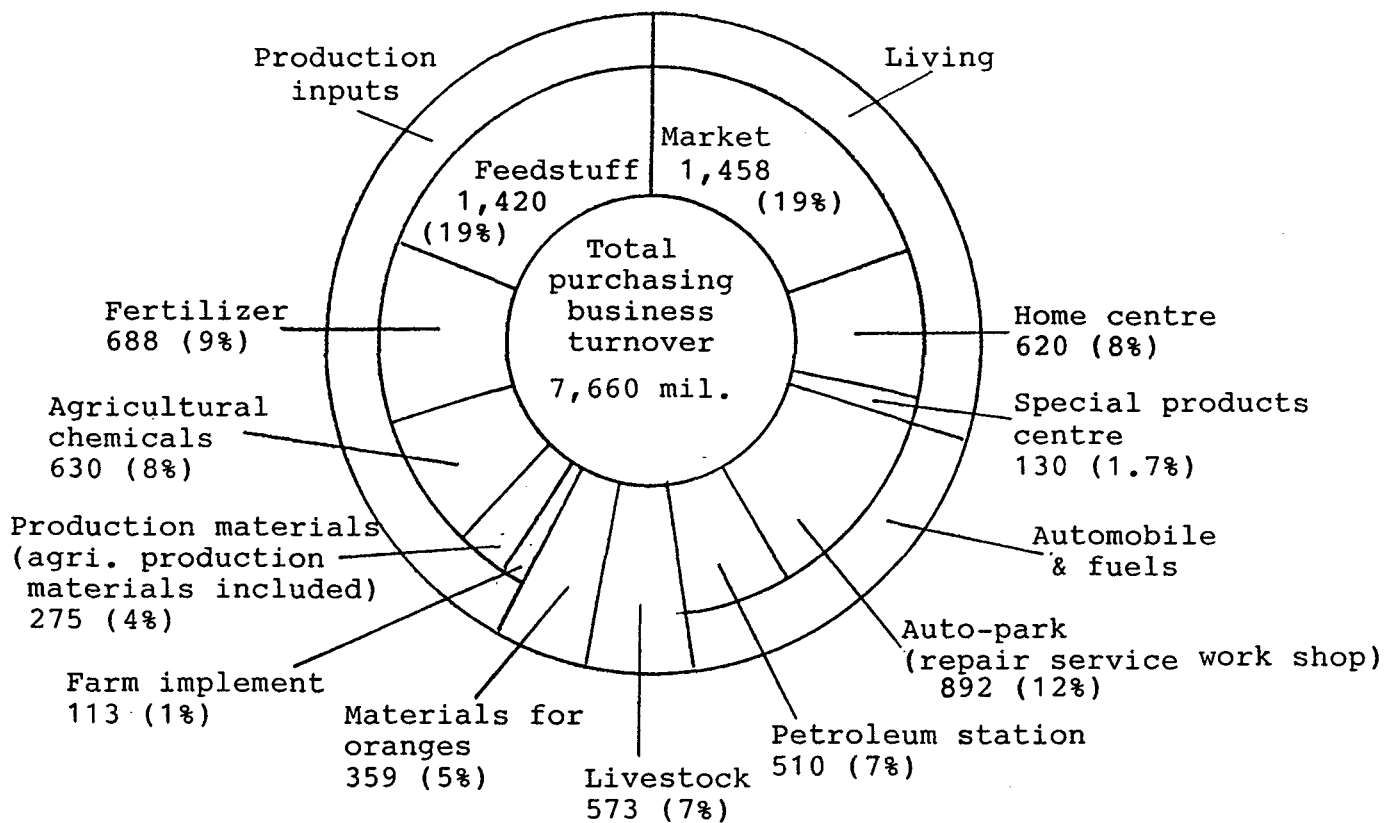 Production
inputs
Living
Market
1,458
(19%)
Feedstuff
1,420
(19%)
Total
purchasing
business
turnover
7,660 mil.
Fertilizer
688 (9%)
Home centre
620 (8%)
Agricultural
chemicals
630 (8%)
Special products
centre
130 (1.7%)
Production materials
(agri. production
materials included)
275 (4%)
Automobile
& fuels
Auto-park
(repair service work shop)
892 (12%)
Farm implement
113 (1%)
Materials for
oranges
359 (5%)
Livestock
573 (7%)
Petroleum station
510 (7%)